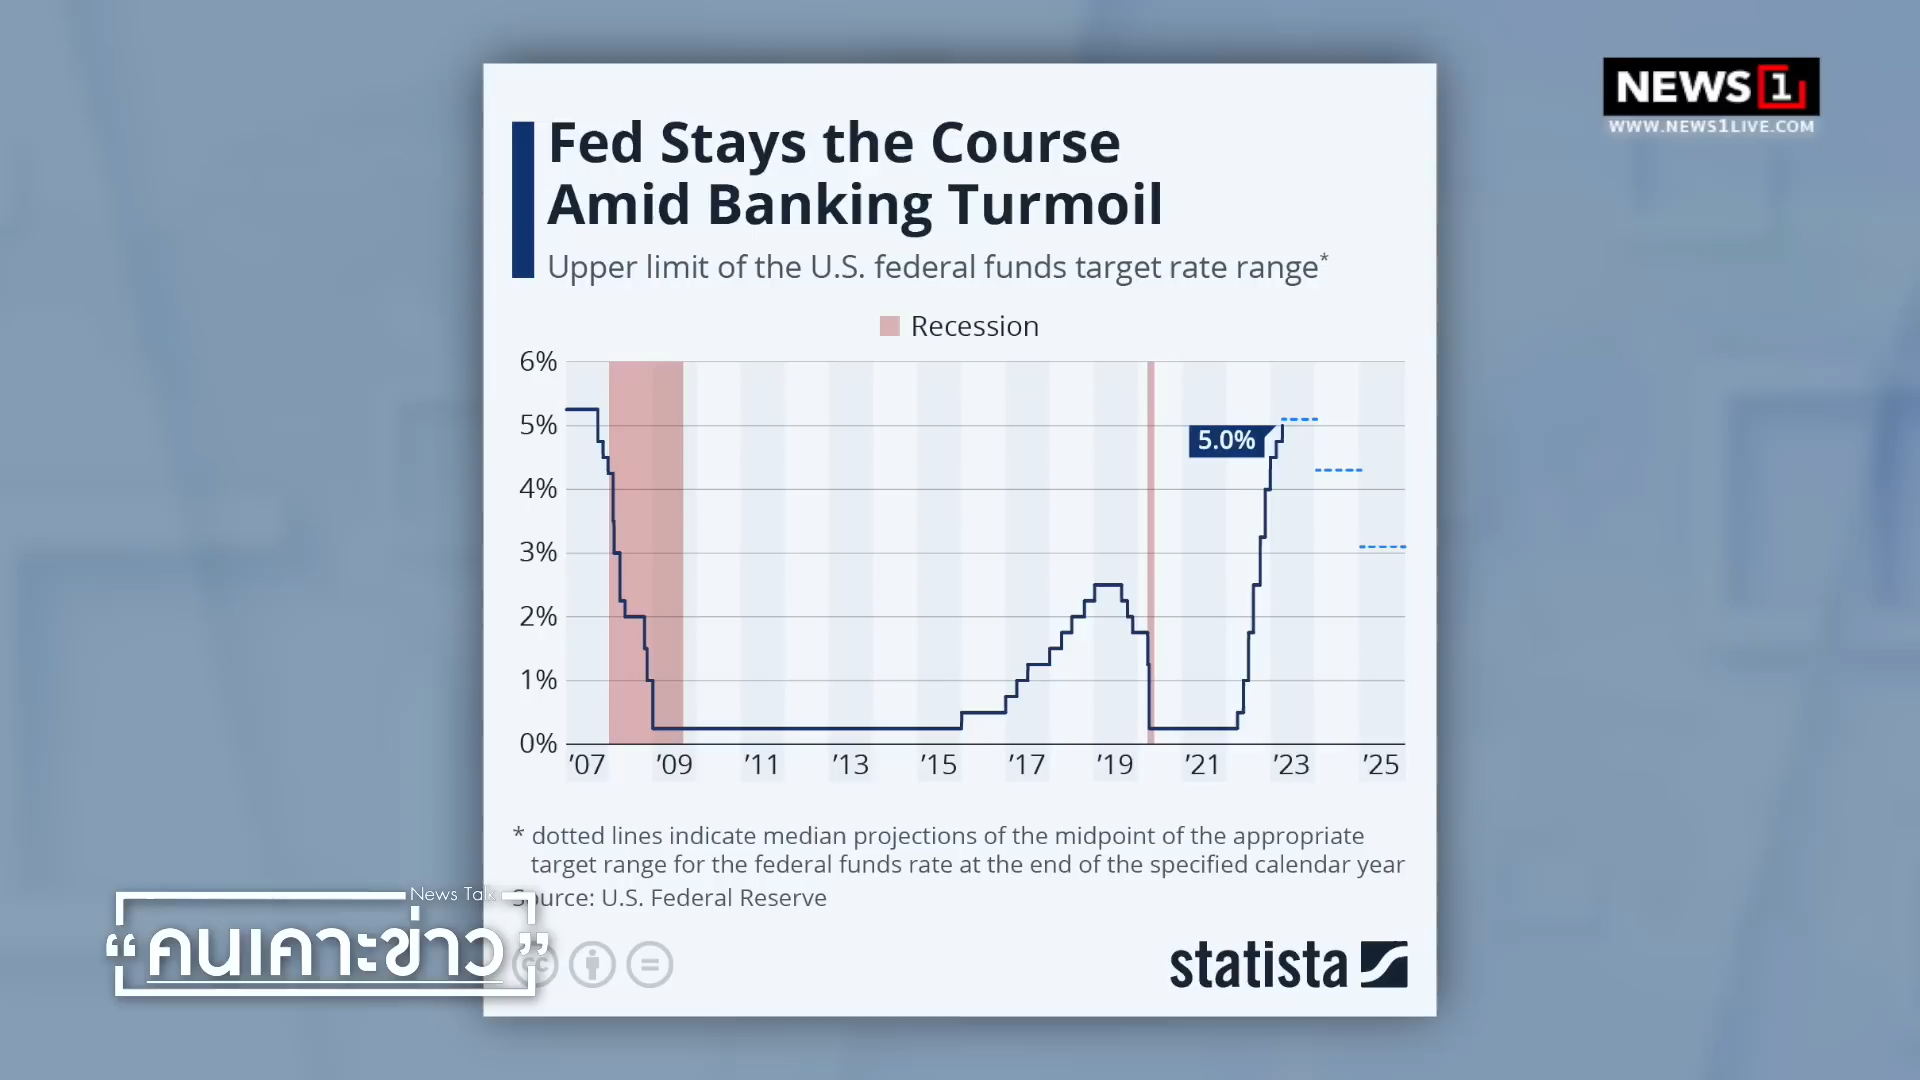 NEWS 1
WWW.NEWS1LIVE.COM
Fed Stays the Course
Amid Banking Turmoil
Upper limit of the U.S. federal funds target rate range*
Recession
6%
5%
4%
3%
2%
1%
0%
5.0%
’07 ’09 ’11 ’13 ’15 ’17 ’19 ’21 ’23 ’25
* dotted lines indicate median projections of the midpoint of the appropriate
target range for the federal funds rate at the end of the specified calendar year
Source: U.S. Federal Reserve
News Talk
“คนเคาะข่าว”
cc
statista